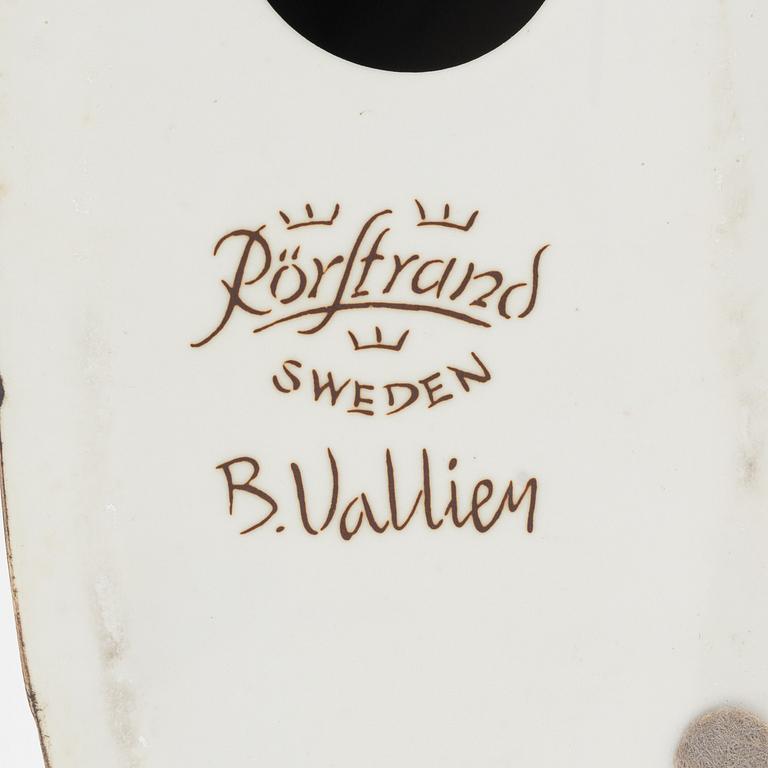 Rörstrand
SWEDEN
B. Vallien